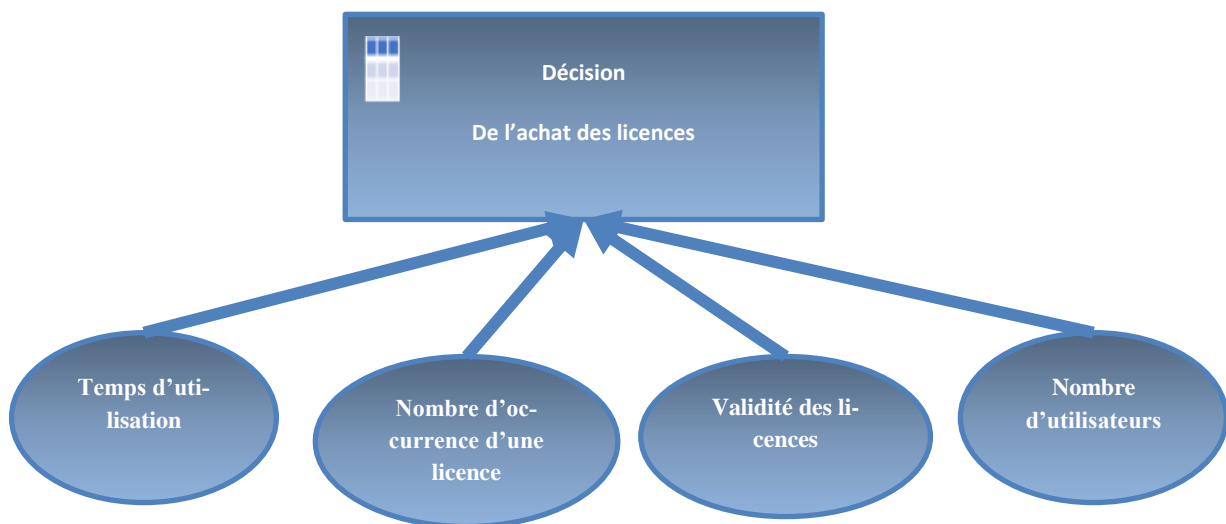 Décision
De l’achat des licences
Temps d’uti-
lisation
Nombre d’oc-
currence d’une
licence
Validité des li-
cences
Nombre
d’utilisateurs